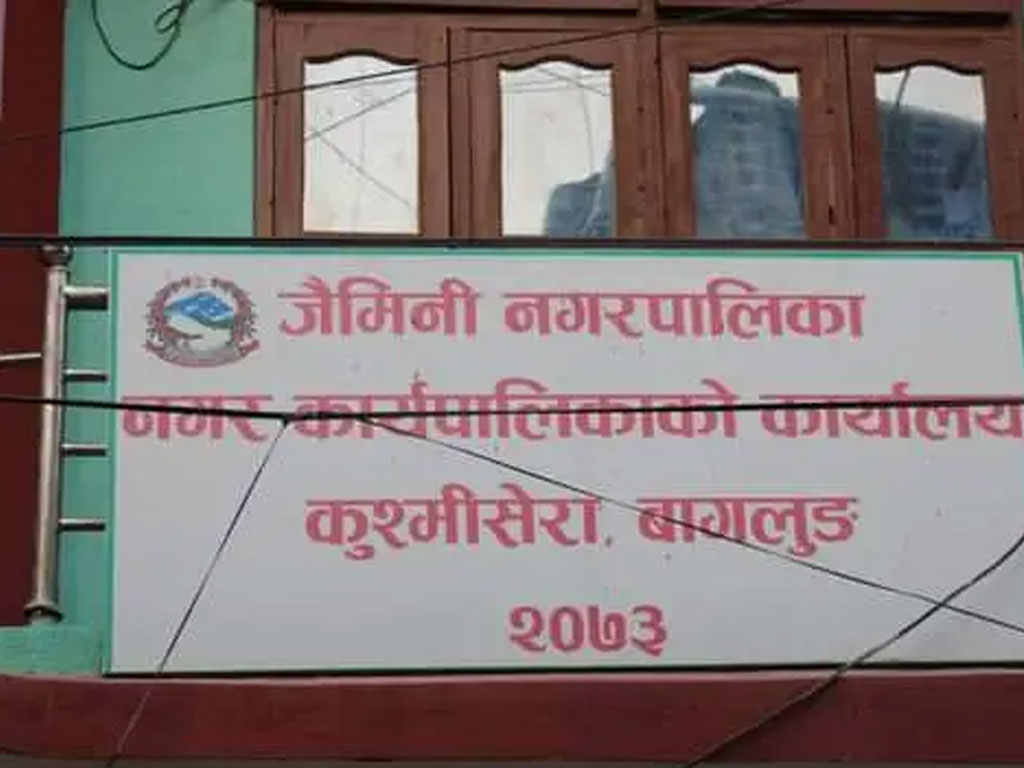 जैमिनी नगरपालिका
नगर कार्यपालिकाको कार्यालय
कुश्मीसेरा, बागलुङ
२०७३